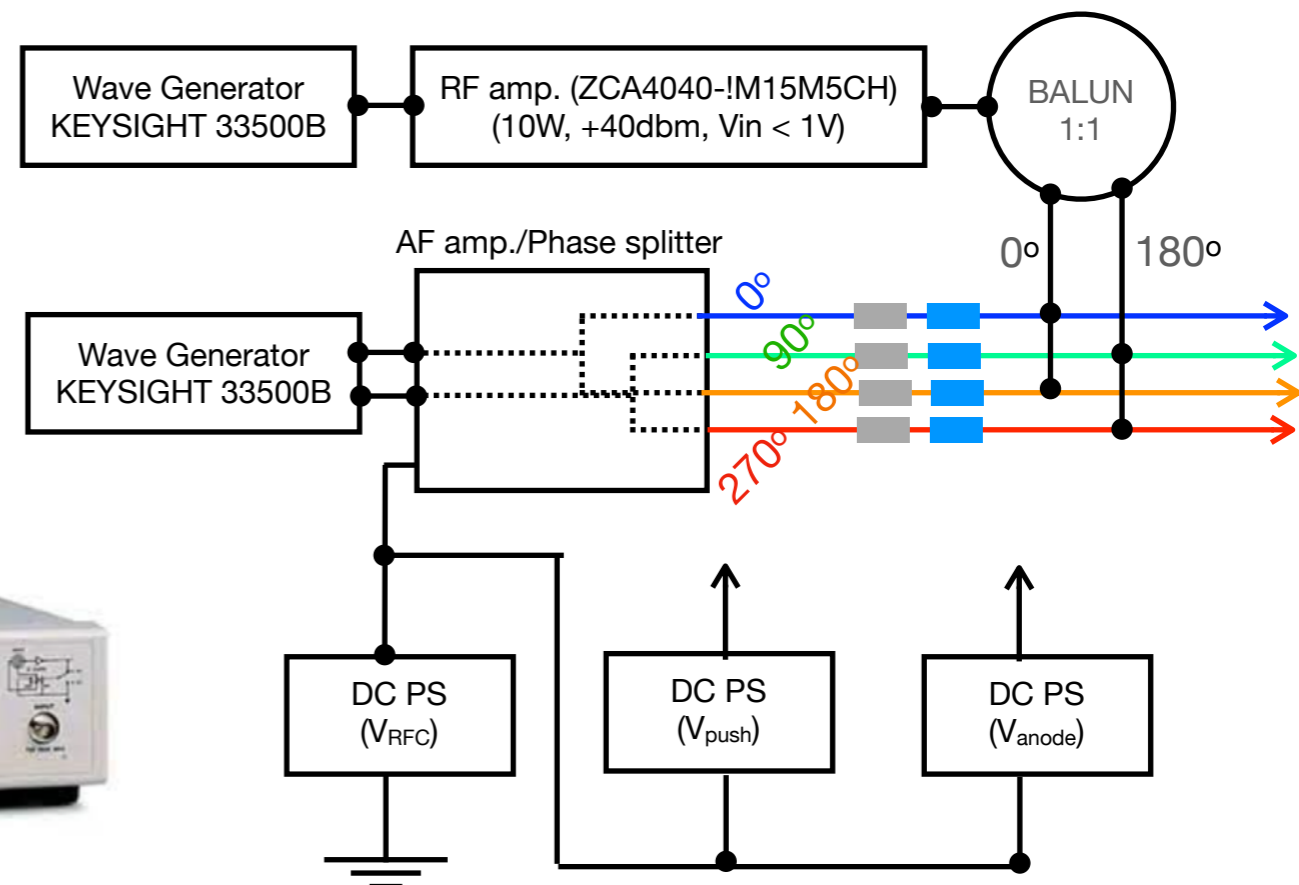 Wave Generator
KEYSIGHT 33500B
RF amp. (ZCA4040-!M15M5CH)
(10W, +40dbm, Vin < 1V)
BALUN
1:1
0º
180º
AF amp./Phase splitter
0º
90º
180º
270º
Wave Generator
KEYSIGHT 33500B
DC PS
(VRFC)
DC PS
(Vpush)
DC PS
(Vanode)
INPUT